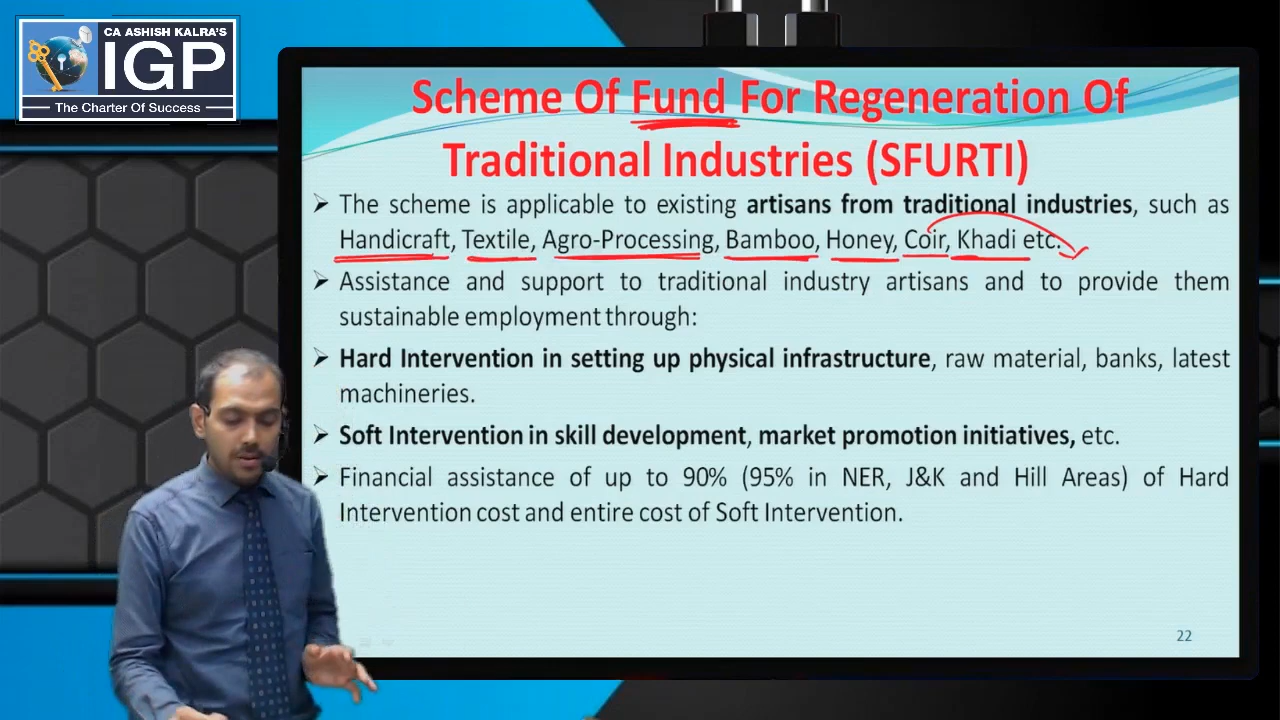 CA ASHISH KALRA'S
IGP
The Charter Of Success
Scheme Of Fund For Regeneration Of
Traditional Industries (SFURTI)
➢ The scheme is applicable to existing artisans from traditional industries, such as
Handicraft, Textile, Agro-Processing, Bamboo, Honey, Coir, Khadi etc.
➢ Assistance and support to traditional industry artisans and to provide them
sustainable employment through:
➢ Hard Intervention in setting up physical infrastructure, raw material, banks, latest
machineries.
➢ Soft Intervention in skill development, market promotion initiatives, etc.
➢ Financial assistance of up to 90% (95% in NER, J&K and Hill Areas) of Hard
Intervention cost and entire cost of Soft Intervention.
22